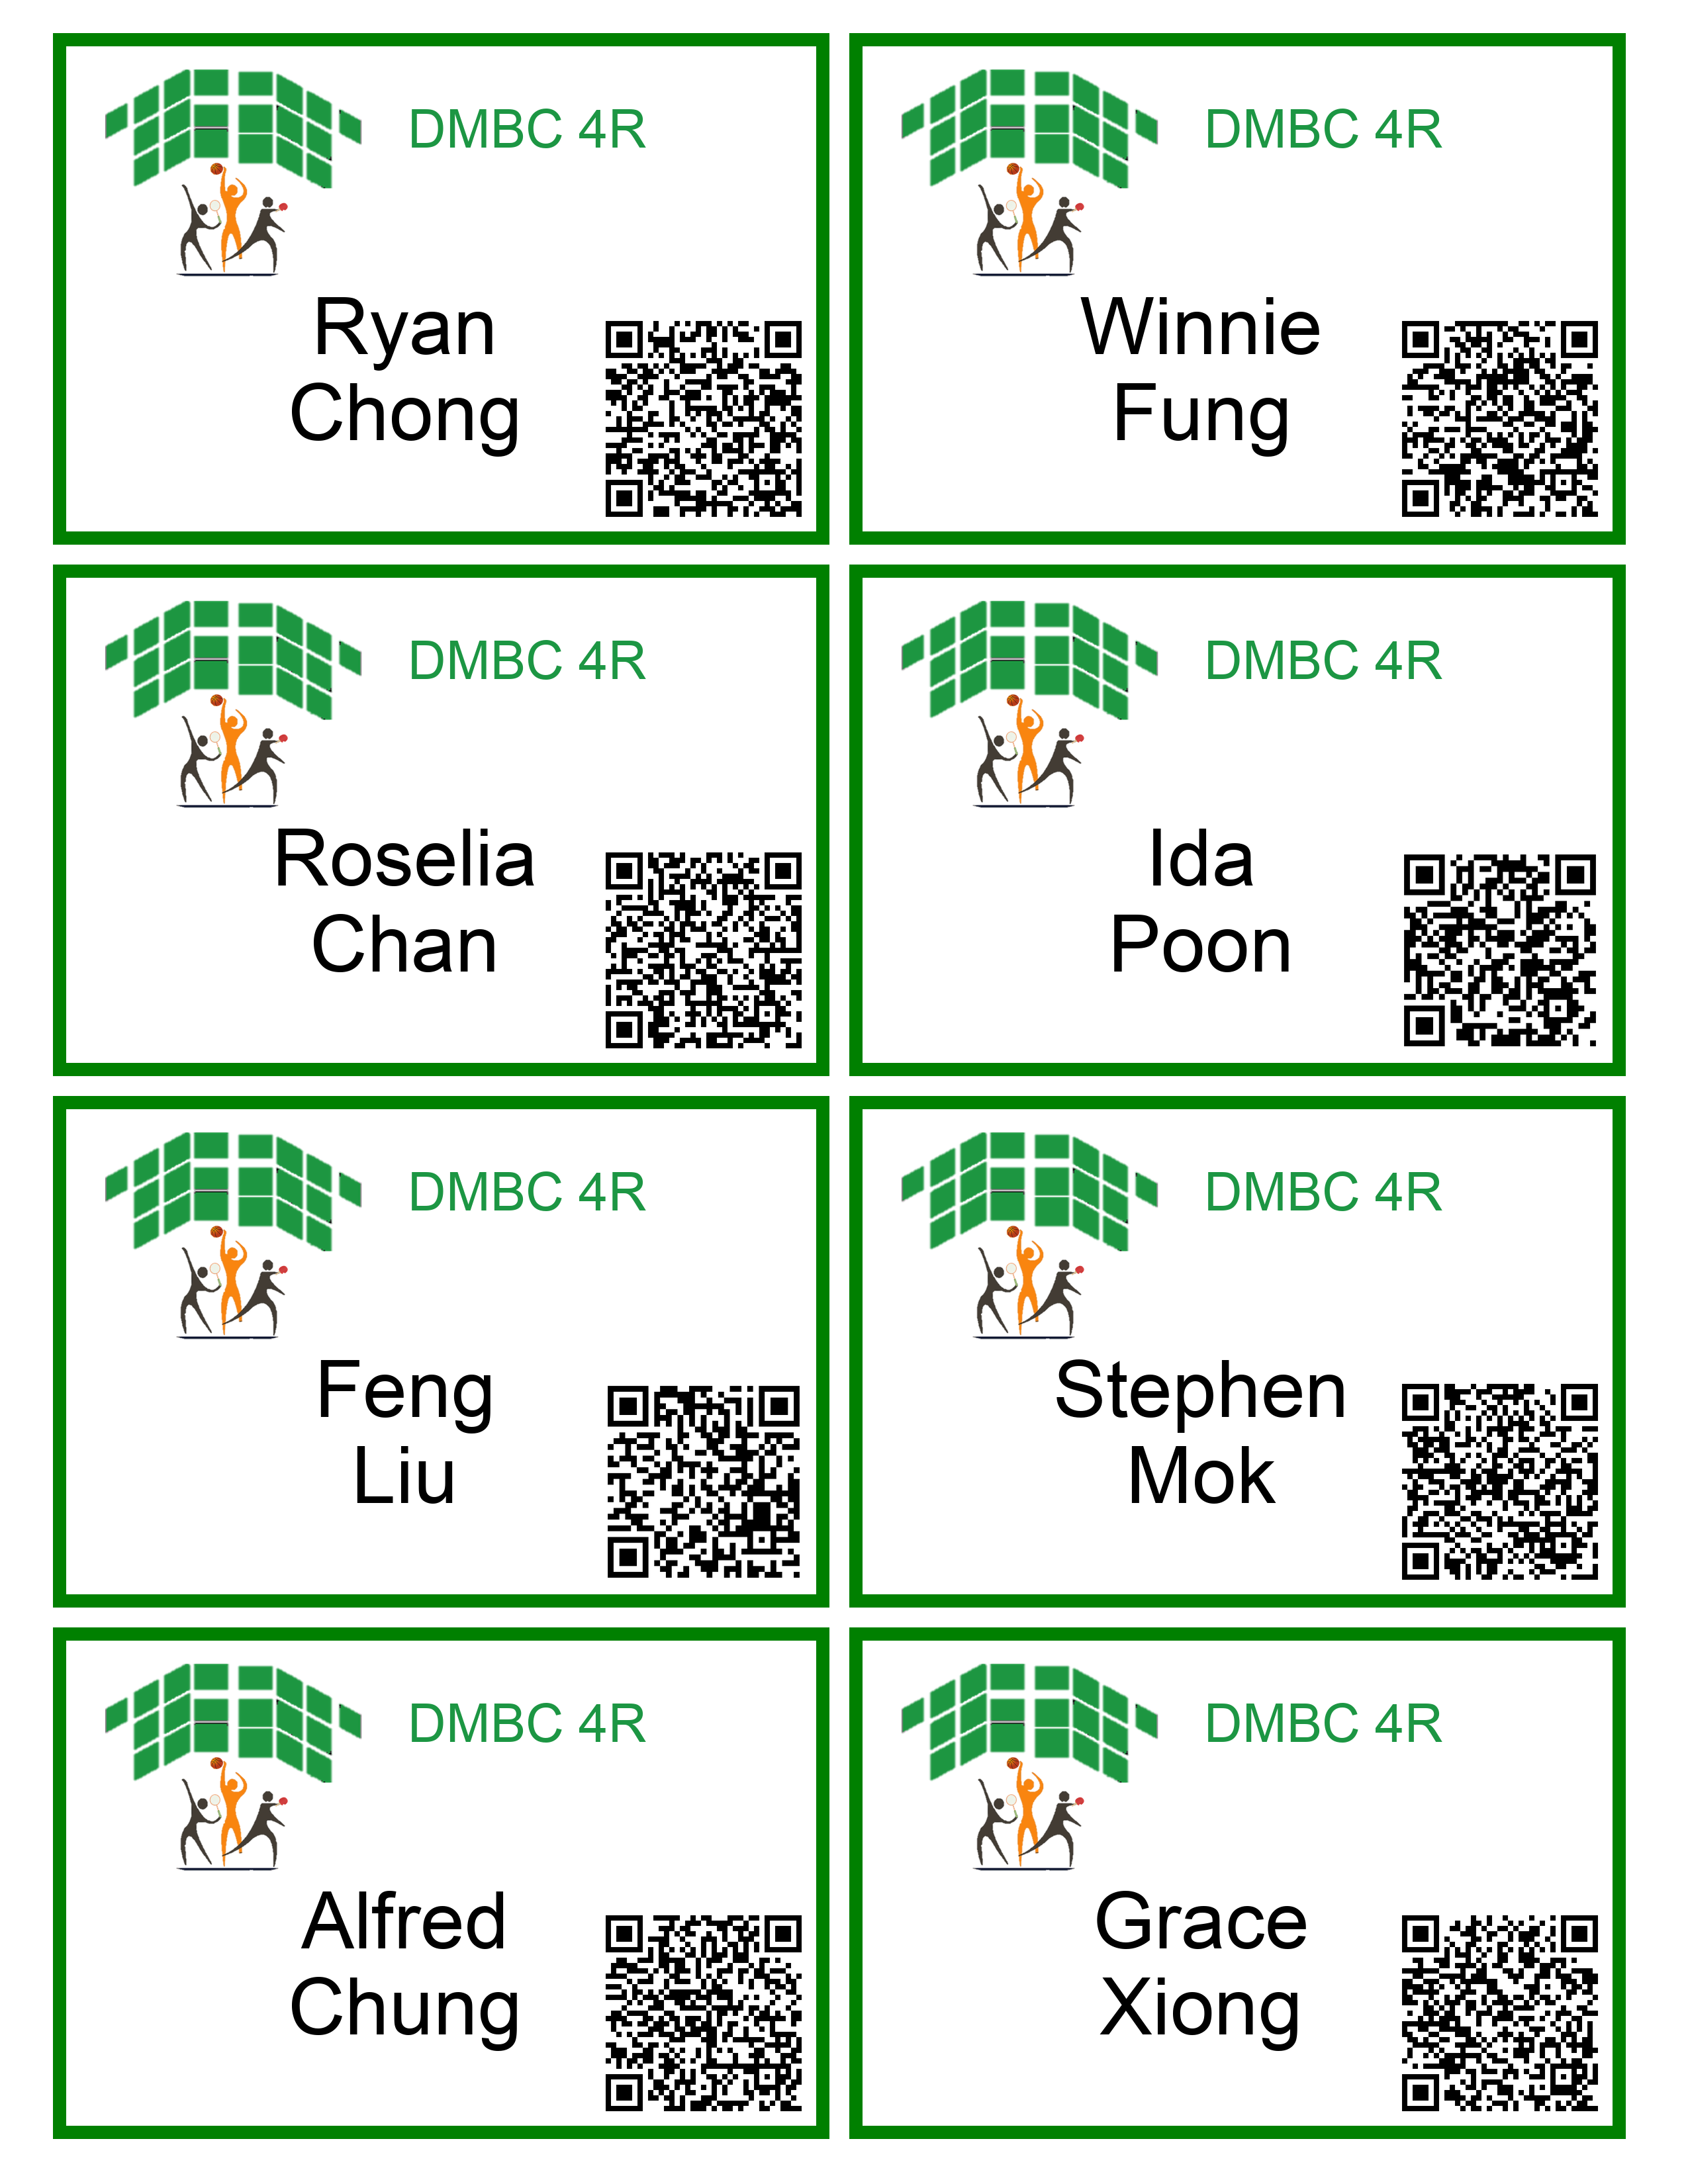 DMBC 4R
Ryan
Chong
DMBC 4R
Winnie
Fung
DMBC 4R
Roselia
Chan
DMBC 4R
Ida
Poon
DMBC 4R
Feng
Liu
DMBC 4R
Stephen
Mok
DMBC 4R
Alfred
Chung
DMBC 4R
Grace
Xiong